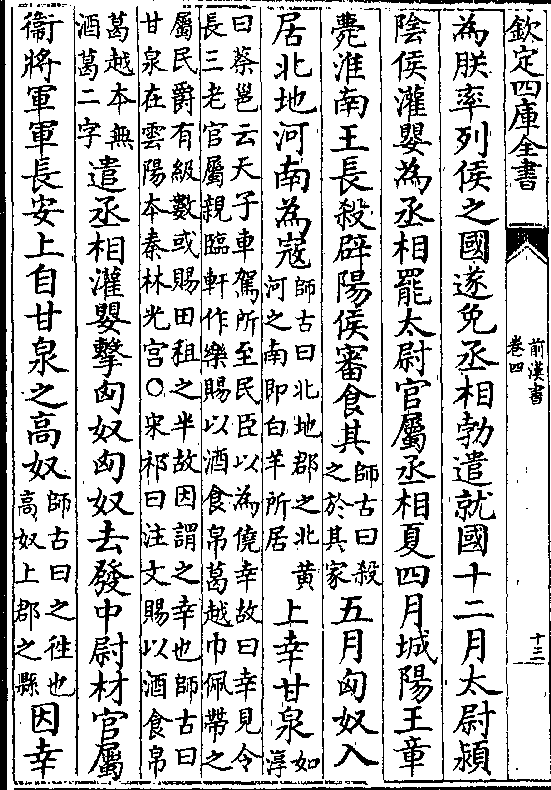 欽定四庫全書
前漢書
卷四
十三
為朕率列侯之國遂免丞相勃遣就國十二月太尉潁
陰侯灌嬰為丞相罷太尉官屬丞相夏四月城陽王章
薨淮南王長殺辟陽侯審食其師古曰殺之於其家五月匈奴入
居北地河南為寇師古曰北地郡之北黃河之南即白羊所居上幸甘泉如淳
曰蔡邕云天子車駕所至民臣以為僥幸故曰幸見令
長三老官屬親臨軒作樂賜以酒食帛葛越巾佩帶之
屬民爵有級數或賜田租之半故因謂之幸也師古曰
甘泉在雲陽本秦林光宫○宋祁曰注文賜以酒食帛
葛越本無酒葛二字遣丞相灌嬰擊匈奴匈奴去發中尉材官屬
衞將軍軍長安上自甘泉之高奴師古曰之徃也高奴上郡之縣因幸